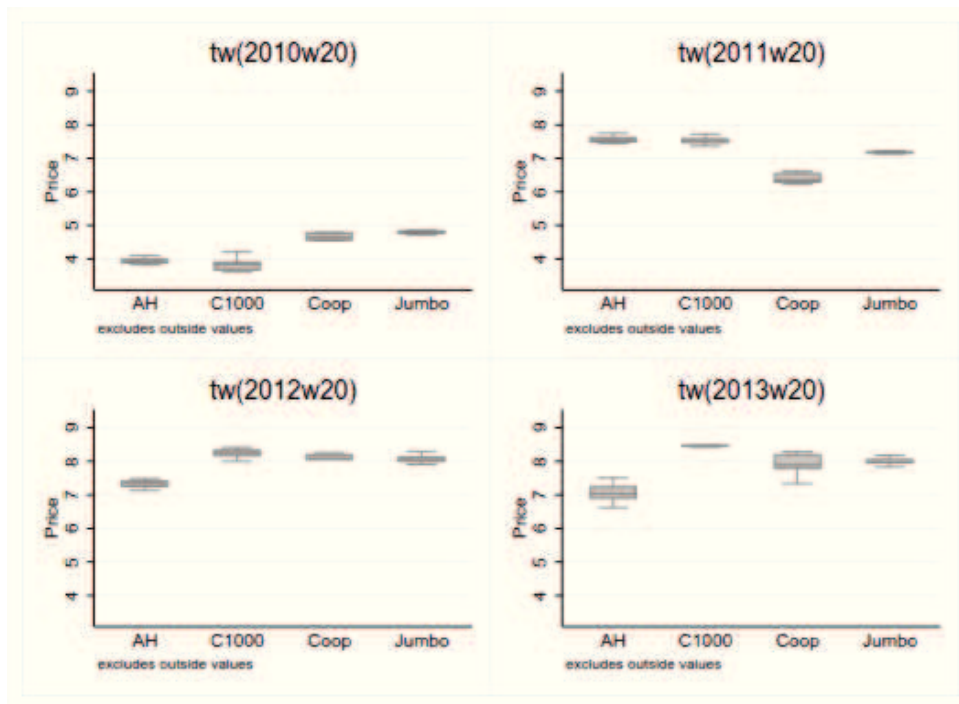 tw(2010w20)
Price
9
8
7
6
5
4
AH C1000 Coop Jumbo
excludes outside values
tw(2011w20)
Price
9
8
7
6
5
4
AH C1000 Coop Jumbo
excludes outside values
tw(2012w20)
Price
9
8
7
6
5
4
AH C1000 Coop Jumbo
excludes outside values
tw(2013w20)
Price
9
8
7
6
5
4
AH C1000 Coop Jumbo
excludes outside values